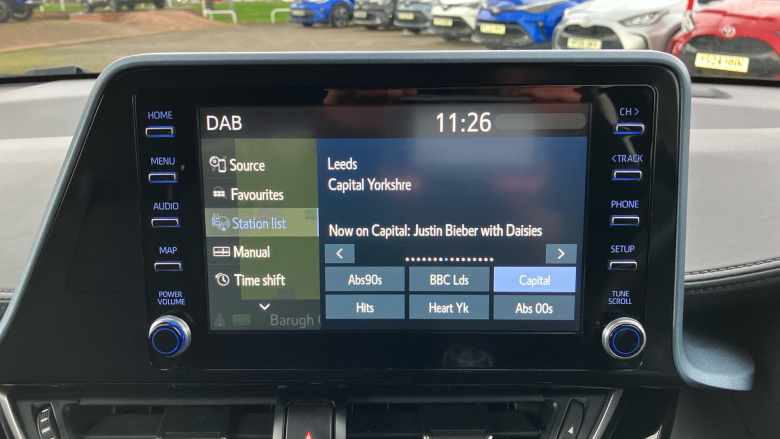 DAB
11:26
HOME
MENU
AUDIO
MAP
POWER
VOLUME
Source
Favourites
Station list
Manual
Time shift
Leeds
Capital Yorkshre
Now on Capital: Justin Bieber with Daisies
<
>
Abs90s
BBC Lds
Capital
Hits
Heart Yk
Abs 00s
Barugh
CH >
< TRACK
PHONE
SETUP
TUNE
SCROLL